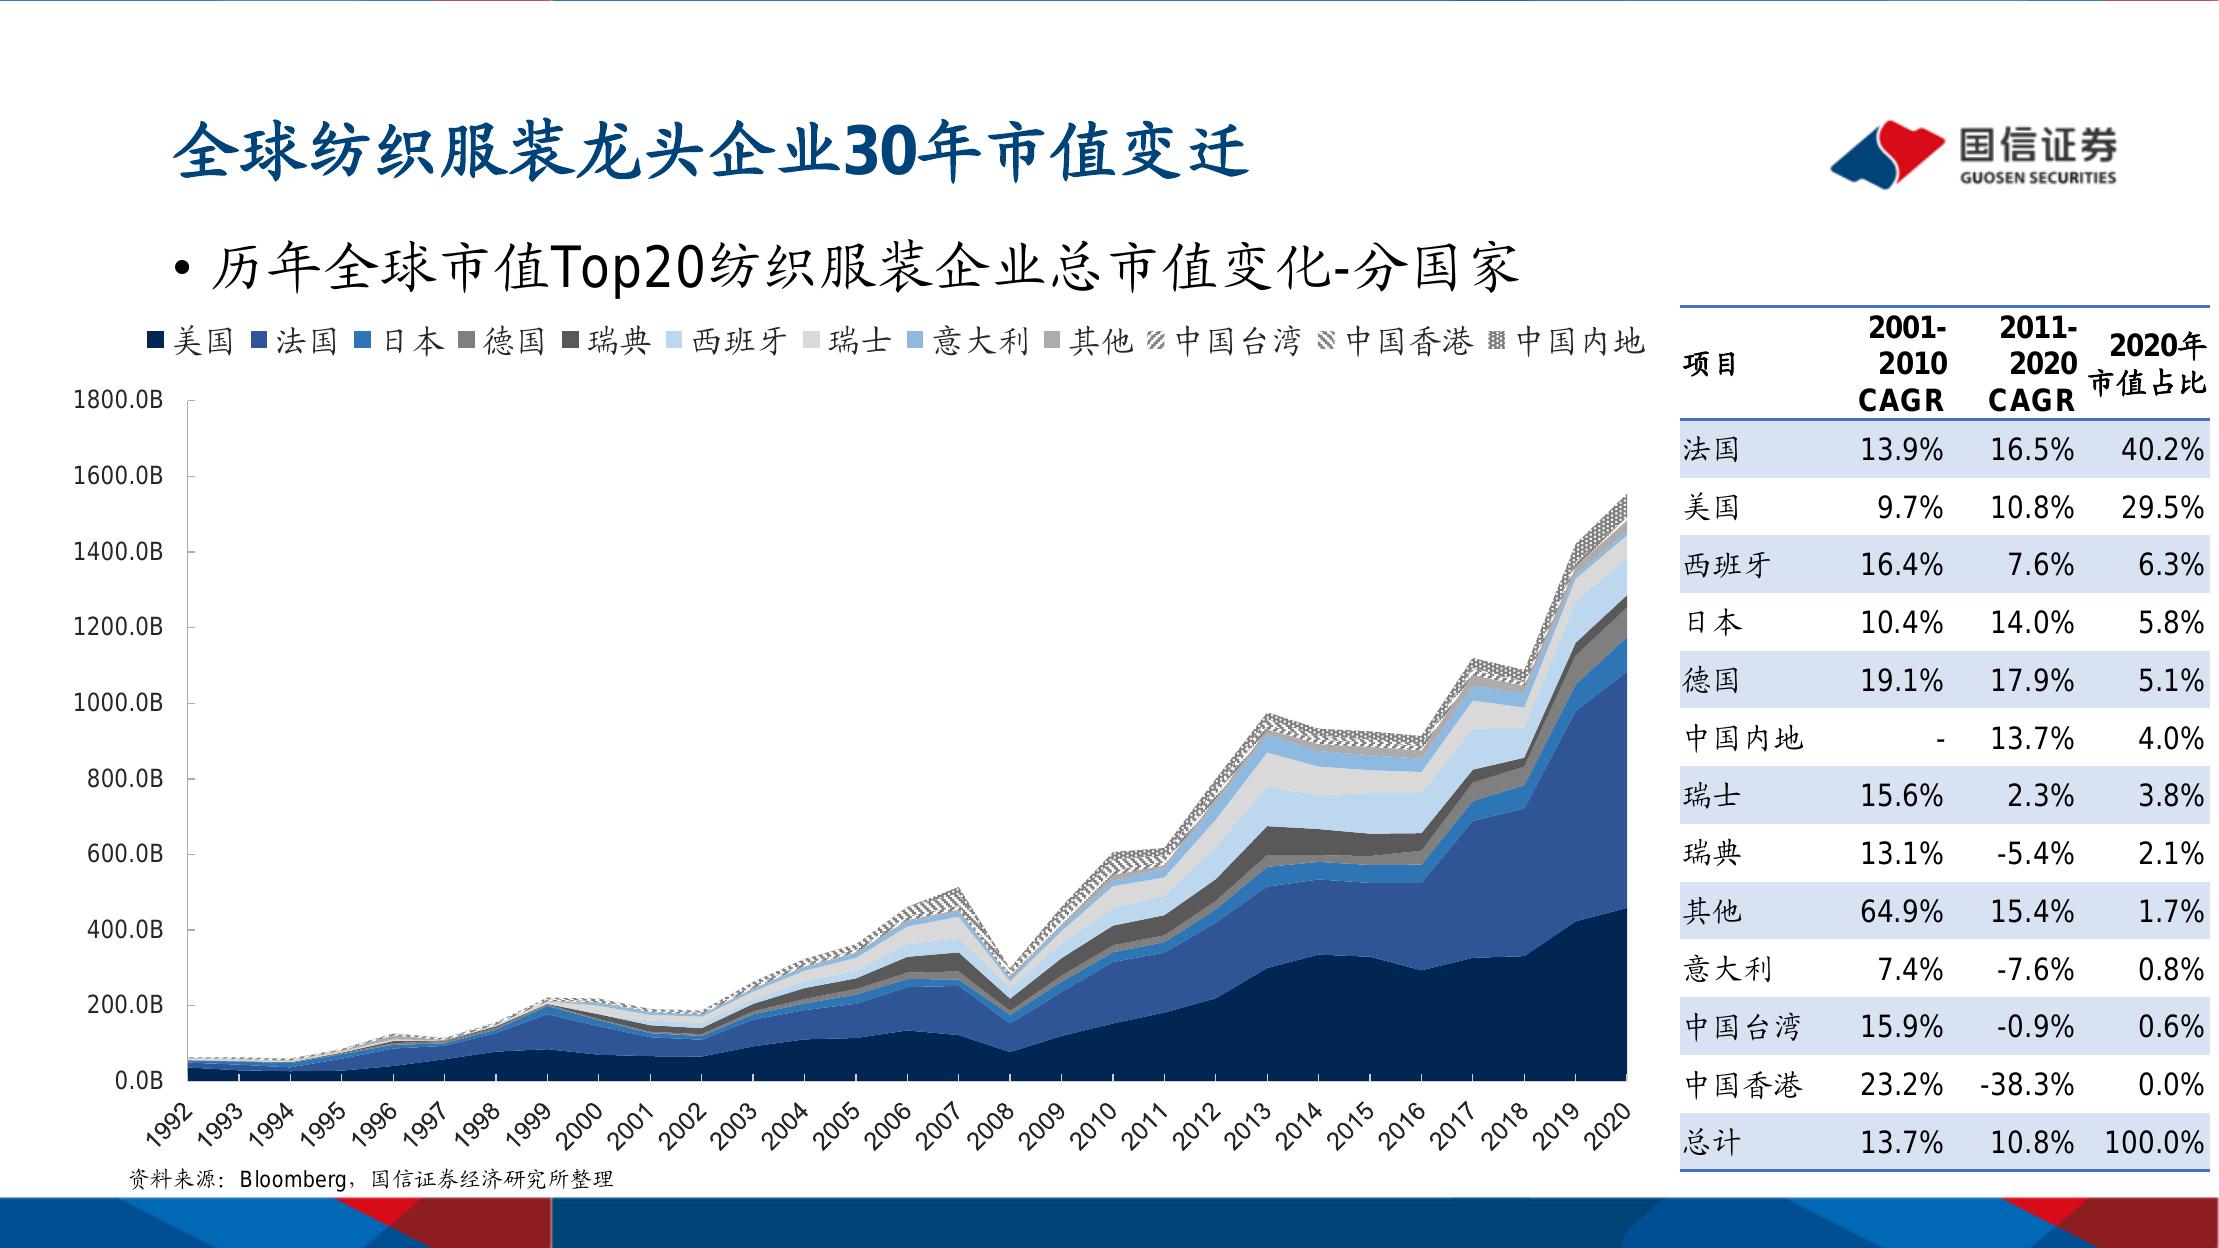 全球纺织服装龙头企业30年市值变迁
国信证券
GUOSEN SECURITIES
• 历年全球市值Top20纺织服装企业总市值变化-分国家
美国 法国 日本 德国 瑞典 西班牙 瑞士 意大利 其他 中国台湾 中国香港 中国内地
1800.0B
1600.0B
1400.0B
1200.0B
1000.0B
800.0B
600.0B
400.0B
200.0B
0.0B
1992 1993 1994 1995 1996 1997 1998 1999 2000 2001 2002 2003 2004 2005 2006 2007 2008 2009 2010 2011 2012 2013 2014 2015 2016 2017 2018 2019 2020
项目 2001-2010 CAGR 2011-2020 CAGR 2020年市值占比
法国 13.9% 16.5% 40.2%
美国 9.7% 10.8% 29.5%
西班牙 16.4% 7.6% 6.3%
日本 10.4% 14.0% 5.8%
德国 19.1% 17.9% 5.1%
中国内地 - 13.7% 4.0%
瑞士 15.6% 2.3% 3.8%
瑞典 13.1% -5.4% 2.1%
其他 64.9% 15.4% 1.7%
意大利 7.4% -7.6% 0.8%
中国台湾 15.9% -0.9% 0.6%
中国香港 23.2% -38.3% 0.0%
总计 13.7% 10.8% 100.0%
资料来源：Bloomberg，国信证券经济研究所整理